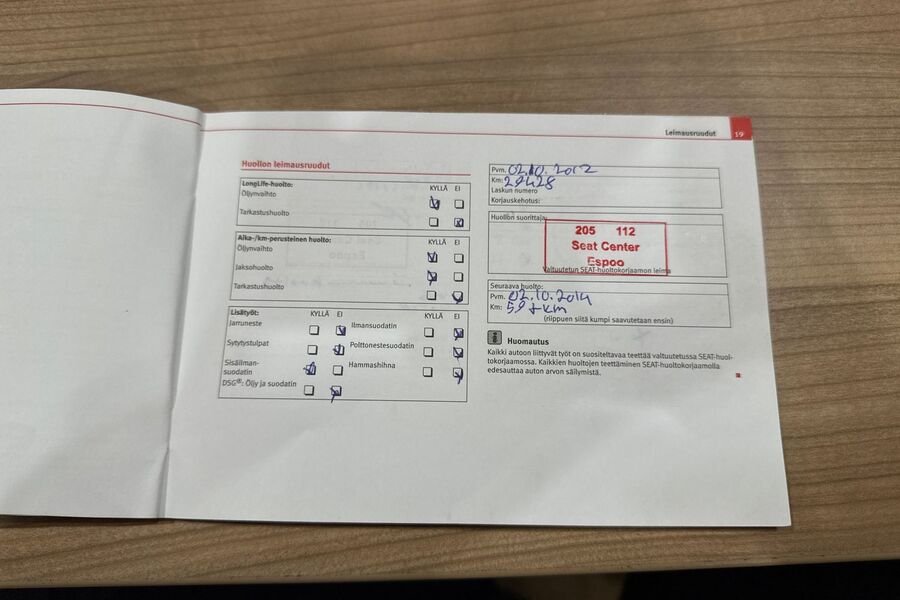 Leimausruudut 19
Huollon leimausruudut
LongLife-huolto:
KYLLÄ EI
Öljynvaihto
Tarkastushuolto
Aika-/km-perusteinen huolto:
KYLLÄ EI
Öljynvaihto
Jaksohuolto
Tarkastushuolto
Lisätyöt: KYLLÄ EI
KYLLÄ EI
Jarruneste
Ilmansuodatin
Sytytystulpat
Polttonestesuodatin
Sisäilman-
suodatin
Hammashihna
DSG®: Öljy ja suodatin
Pvm. 02.10.2012
Km: 29428
Laskun numero
Korjauskehotus:
Huollon suorittaja:
205 112
Seat Center
Espoo
Valtuutetun SEAT-huoltokorjaamon leima
Seuraava huolto:
Pvm. 02.10.2014
Km: 59 tkm
(riippuen siitä kumpi saavutetaan ensin)
Huomautus
Kaikki autoon liittyvät työt on suositeltavaa teettää valtuutetussa SEAT-huol-
tokorjaamossa. Kaikkien huoltojen teettäminen SEAT-huoltokorjaamolla
edesauttaa auton arvon säilymistä.